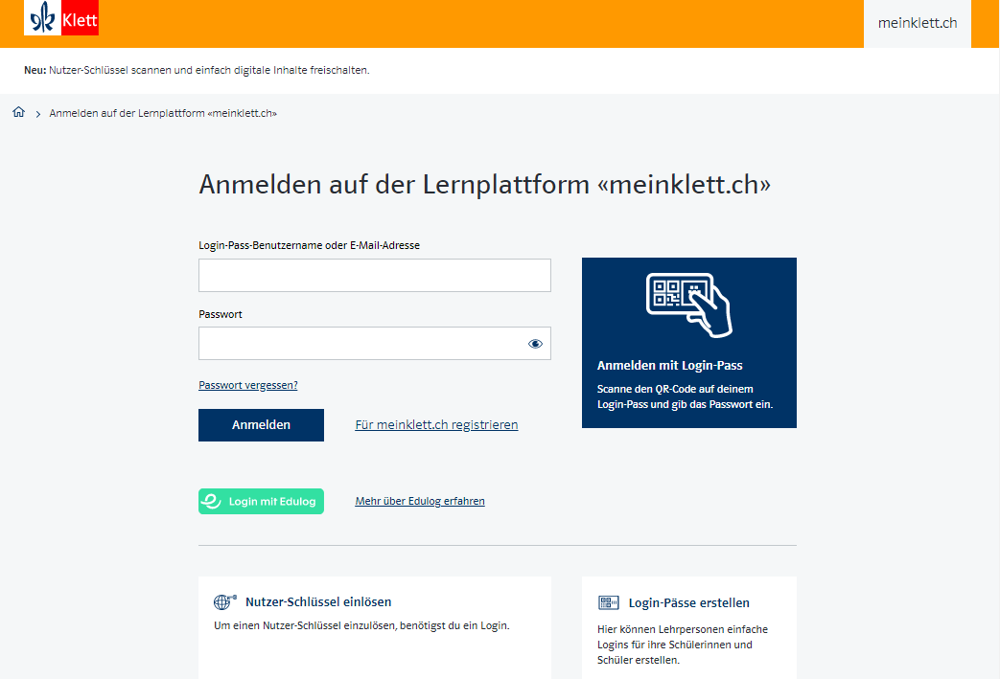 Klett
meinklett.ch
Neu: Nutzer-Schlüssel scannen und einfach digitale Inhalte freischalten.
Anmelden auf der Lernplattform «meinklett.ch»
Anmelden auf der Lernplattform «meinklett.ch»
Login-Pass-Benutzername oder E-Mail-Adresse
Passwort
Passwort vergessen?
Anmelden
Für meinklett.ch registrieren
Anmelden mit Login-Pass
Scanne den QR-Code auf deinem
Login-Pass und gib das Passwort ein.
Login mit Edulog
Mehr über Edulog erfahren
Nutzer-Schlüssel einlösen
Um einen Nutzer-Schlüssel einzulösen, benötigst du ein Login.
Login-Pässe erstellen
Hier können Lehrpersonen einfache
Logins für ihre Schülerinnen und
Schüler erstellen.